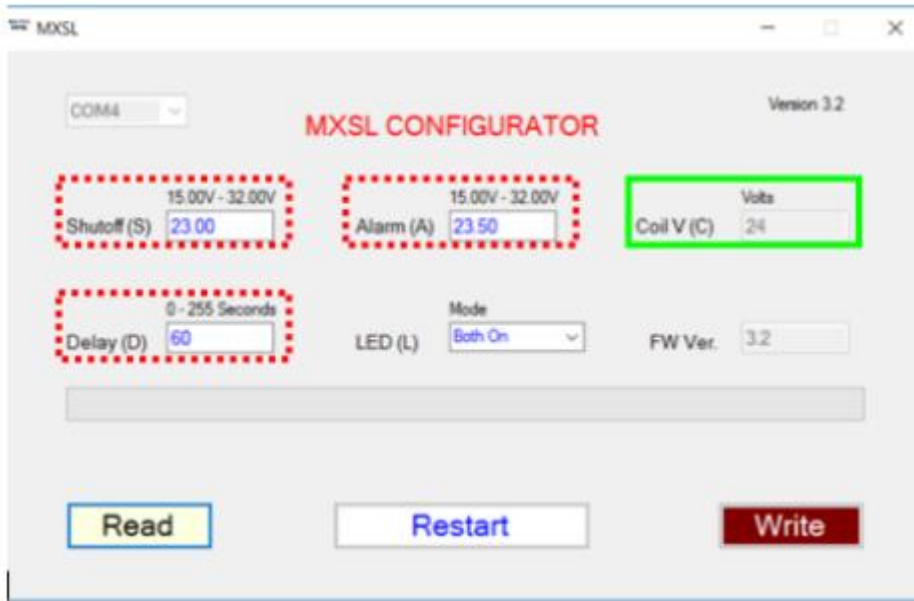 MXSL
COM4
Version 3.2
MXSL CONFIGURATOR
15.00V - 32.00V
Shutoff (S) 23.00
15.00V - 32.00V
Alarm (A) 23.50
Volts
Coil V (C) 24
0 - 255 Seconds
Delay (D) 60
Mode
LED (L) Both On
FW Ver. 3.2
Read
Restart
Write